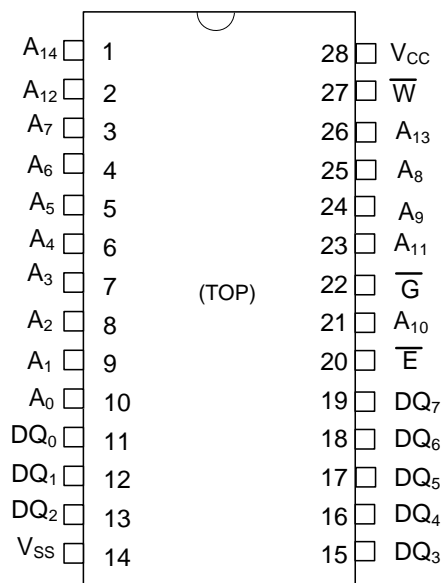 A14 1 28 VCC
A12 2 27 W̅
A7 3 26 A13
A6 4 25 A8
A5 5 24 A9
A4 6 23 A11
A3 7 22 G̅
(TOP)
A2 8 21 A10
A1 9 20 E̅
A0 10 19 DQ7
DQ0 11 18 DQ6
DQ1 12 17 DQ5
DQ2 13 16 DQ4
VSS 14 15 DQ3